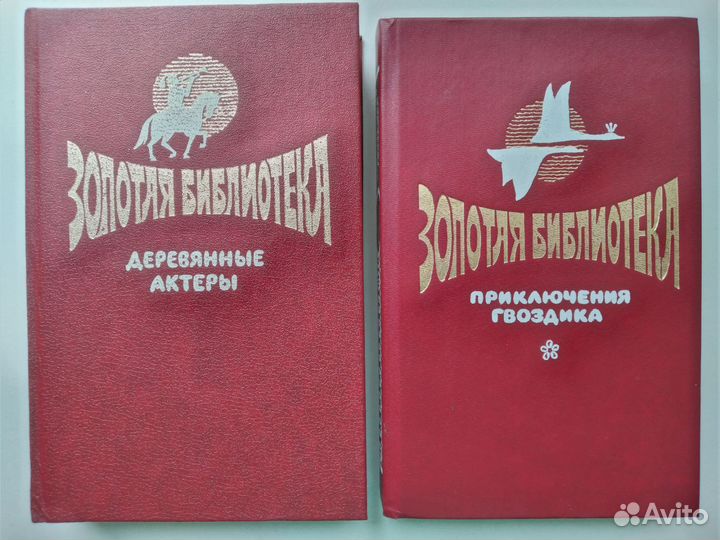 ЗОЛОТАЯ БИБЛИОТЕКА
ДЕРЕВЯННЫЕ
АКТЕРЫ
ЗОЛОТАЯ БИБЛИОТЕКА
ПРИКЛЮЧЕНИЯ
ГВОЗДИКА
Avito